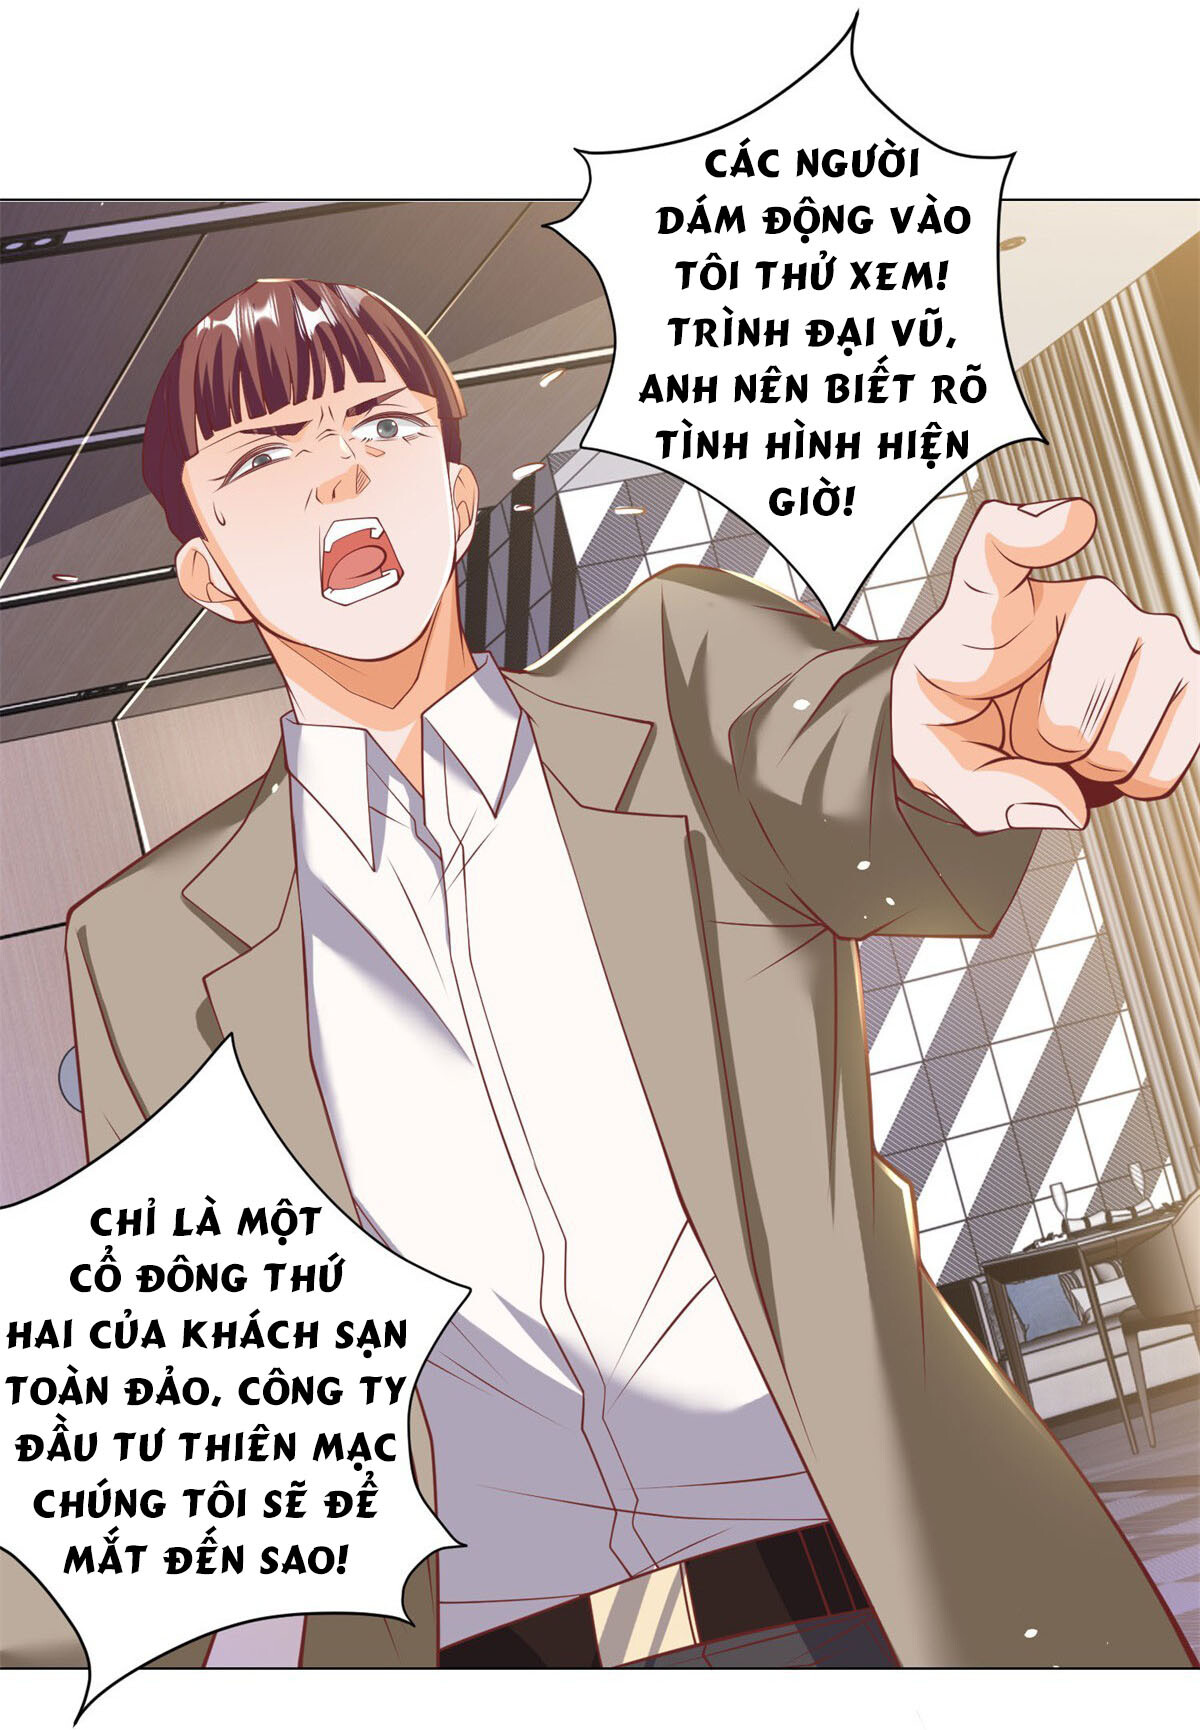 CÁC NGƯỜI
DÁM ĐỘNG VÀO
TÔI THỬ XEM!
TRÌNH ĐẠI VŨ,
ANH NÊN BIẾT RÕ
TÌNH HÌNH HIỆN
GIỜ!
CHỈ LÀ MỘT
CỔ ĐÔNG THỨ
HAI CỦA KHÁCH SẠN
TOÀN ĐẢO, CÔNG TY
ĐẦU TƯ THIÊN MẠC
CHÚNG TÔI SẼ ĐỂ
MẮT ĐẾN SAO!